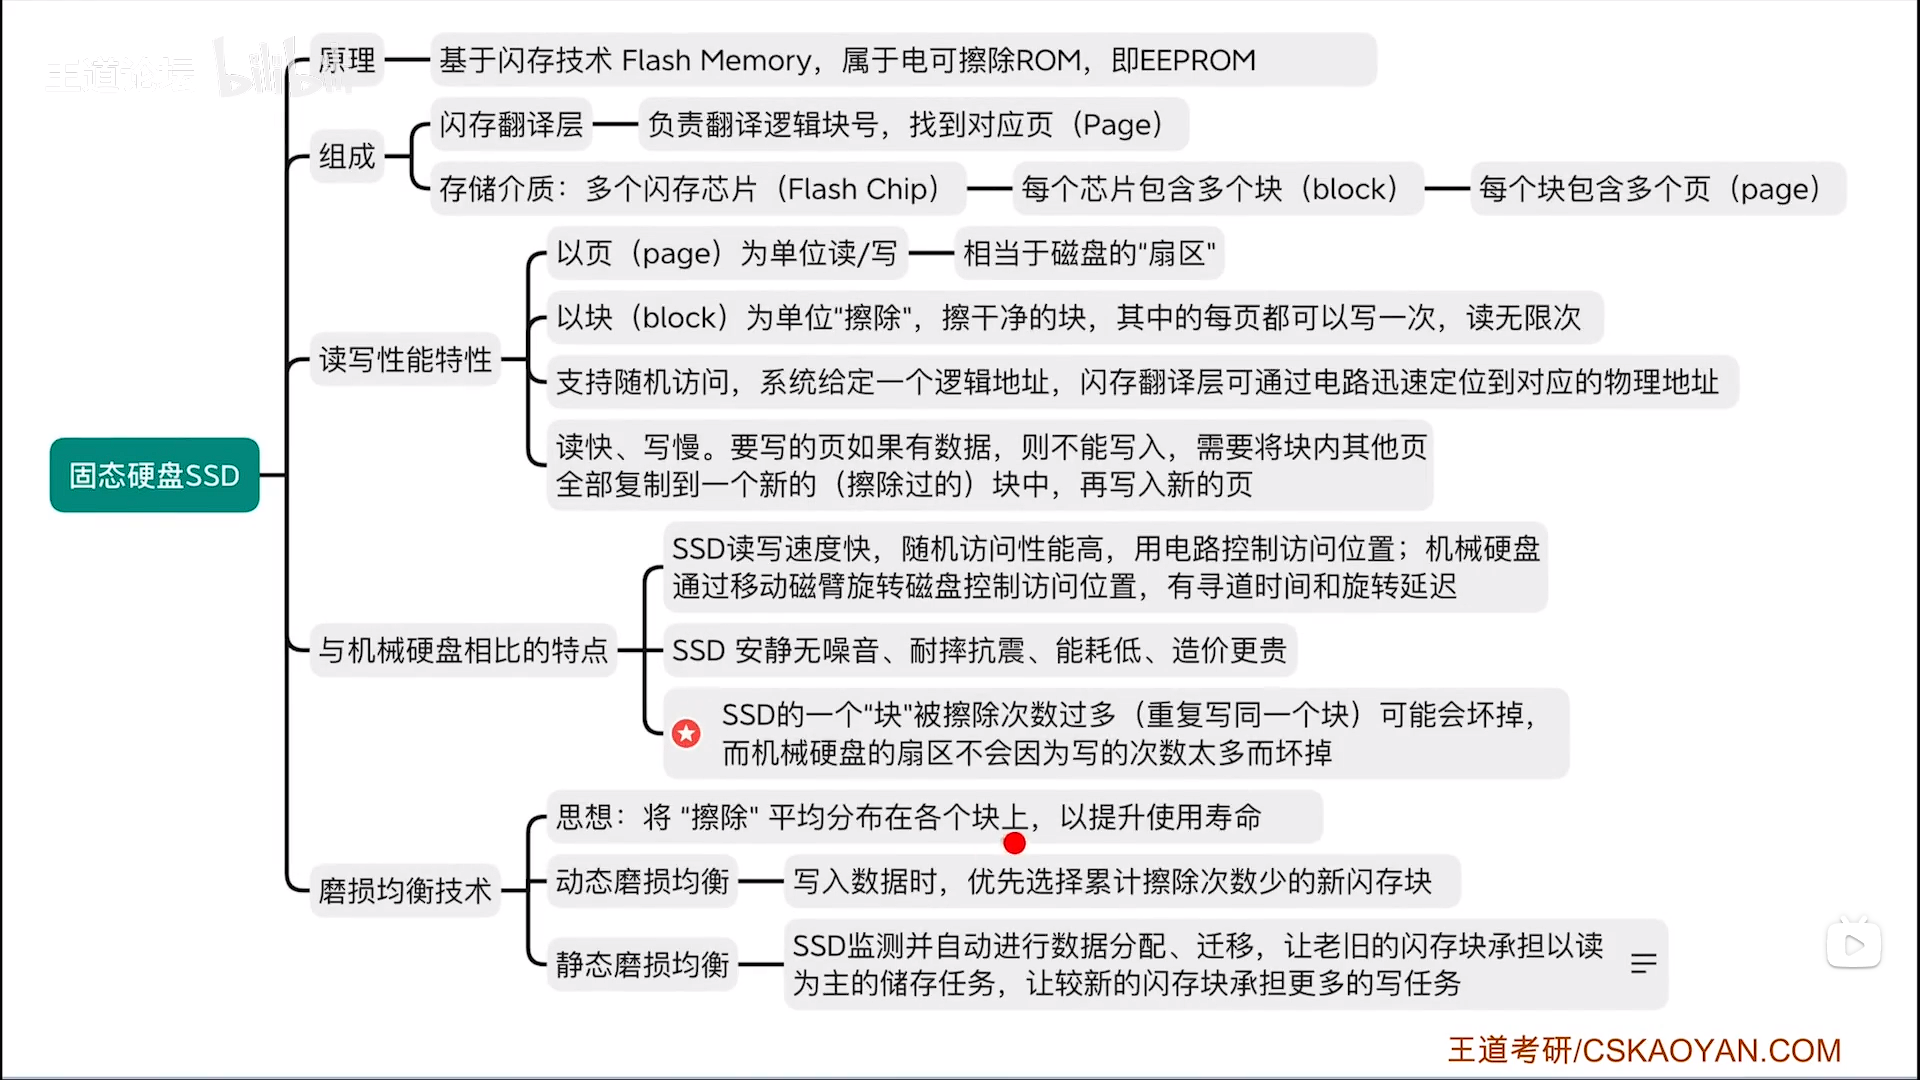 王道论坛 bilibili
原理
基于闪存技术 Flash Memory，属于电可擦除ROM，即EEPROM
组成
闪存翻译层
负责翻译逻辑块号，找到对应页（Page）
存储介质：多个闪存芯片（Flash Chip）
每个芯片包含多个块（block）
每个块包含多个页（page）
固态硬盘SSD
读写性能特性
以页（page）为单位读/写
相当于磁盘的"扇区"
以块（block）为单位"擦除"，擦干净的块，其中的每页都可以写一次，读无限次
支持随机访问，系统给定一个逻辑地址，闪存翻译层可通过电路迅速定位到对应的物理地址
读快、写慢。要写的页如果有数据，则不能写入，需要将块内其他页
全部复制到一个新的（擦除过的）块中，再写入新的页
与机械硬盘相比的特点
SSD读写速度快，随机访问性能高，用电路控制访问位置；机械硬盘
通过移动磁臂旋转磁盘控制访问位置，有寻道时间和旋转延迟
SSD 安静无噪音、耐摔抗震、能耗低、造价更贵
SSD的一个"块"被擦除次数过多（重复写同一个块）可能会坏掉，
而机械硬盘的扇区不会因为写的次数太多而坏掉
磨损均衡技术
思想：将 "擦除" 平均分布在各个块上，以提升使用寿命
动态磨损均衡
写入数据时，优先选择累计擦除次数少的新闪存块
静态磨损均衡
SSD监测并自动进行数据分配、迁移，让老旧的闪存块承担以读
为主的储存任务，让较新的闪存块承担更多的写任务
王道考研/CSKAOYAN.COM